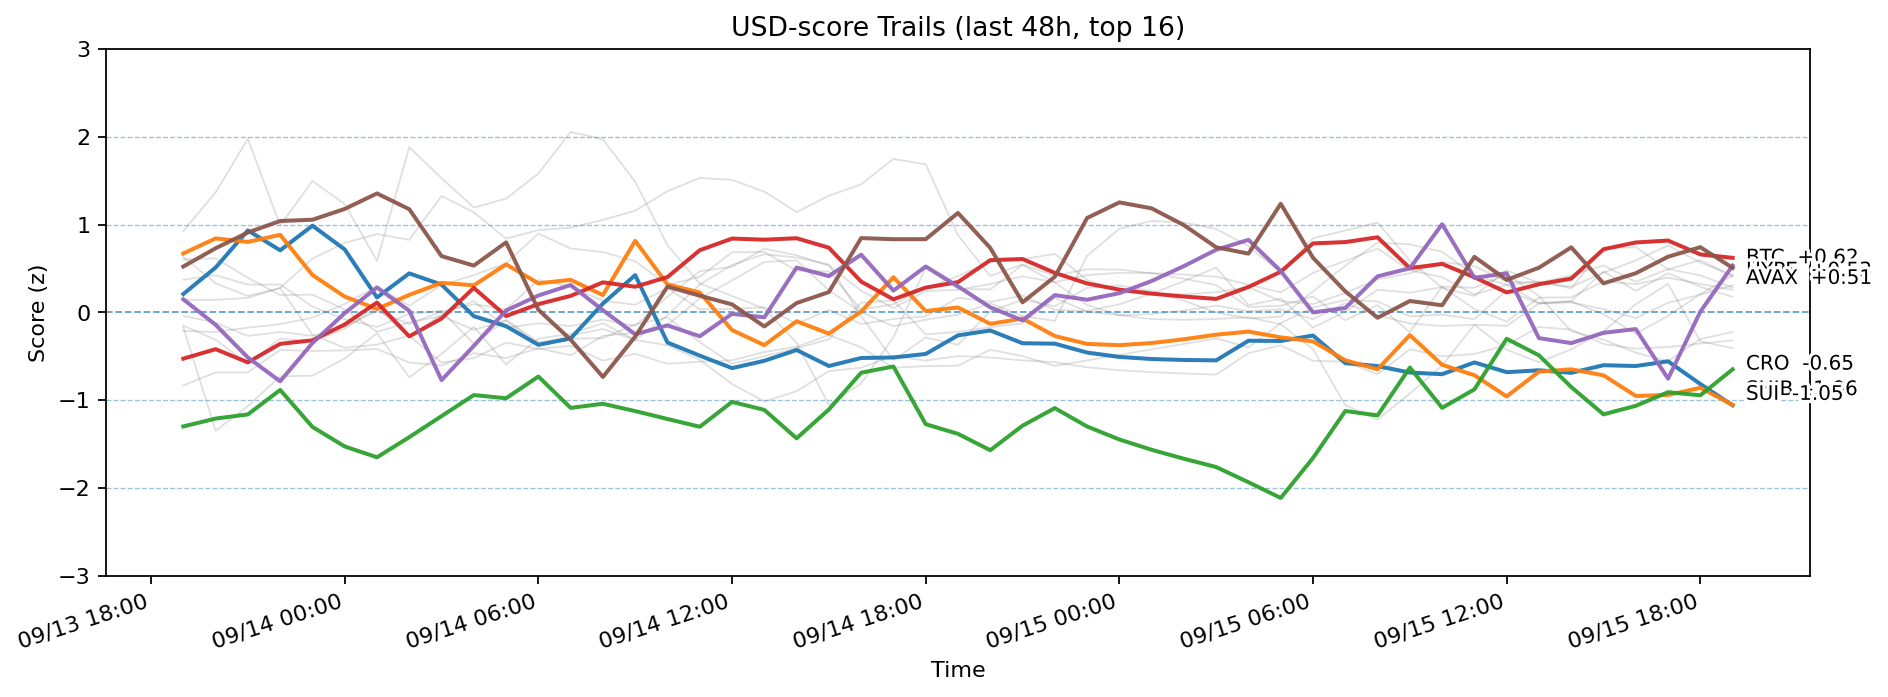 USD-score Trails (last 48h, top 16)
Score (z)
3
2
1
0
−1
−2
−3
BTC +0.62
AVAX +0.51
CRO -0.65
SUI -1.05
09/13 18:00
09/14 00:00
09/14 06:00
09/14 12:00
09/14 18:00
09/15 00:00
09/15 06:00
09/15 12:00
09/15 18:00
Time